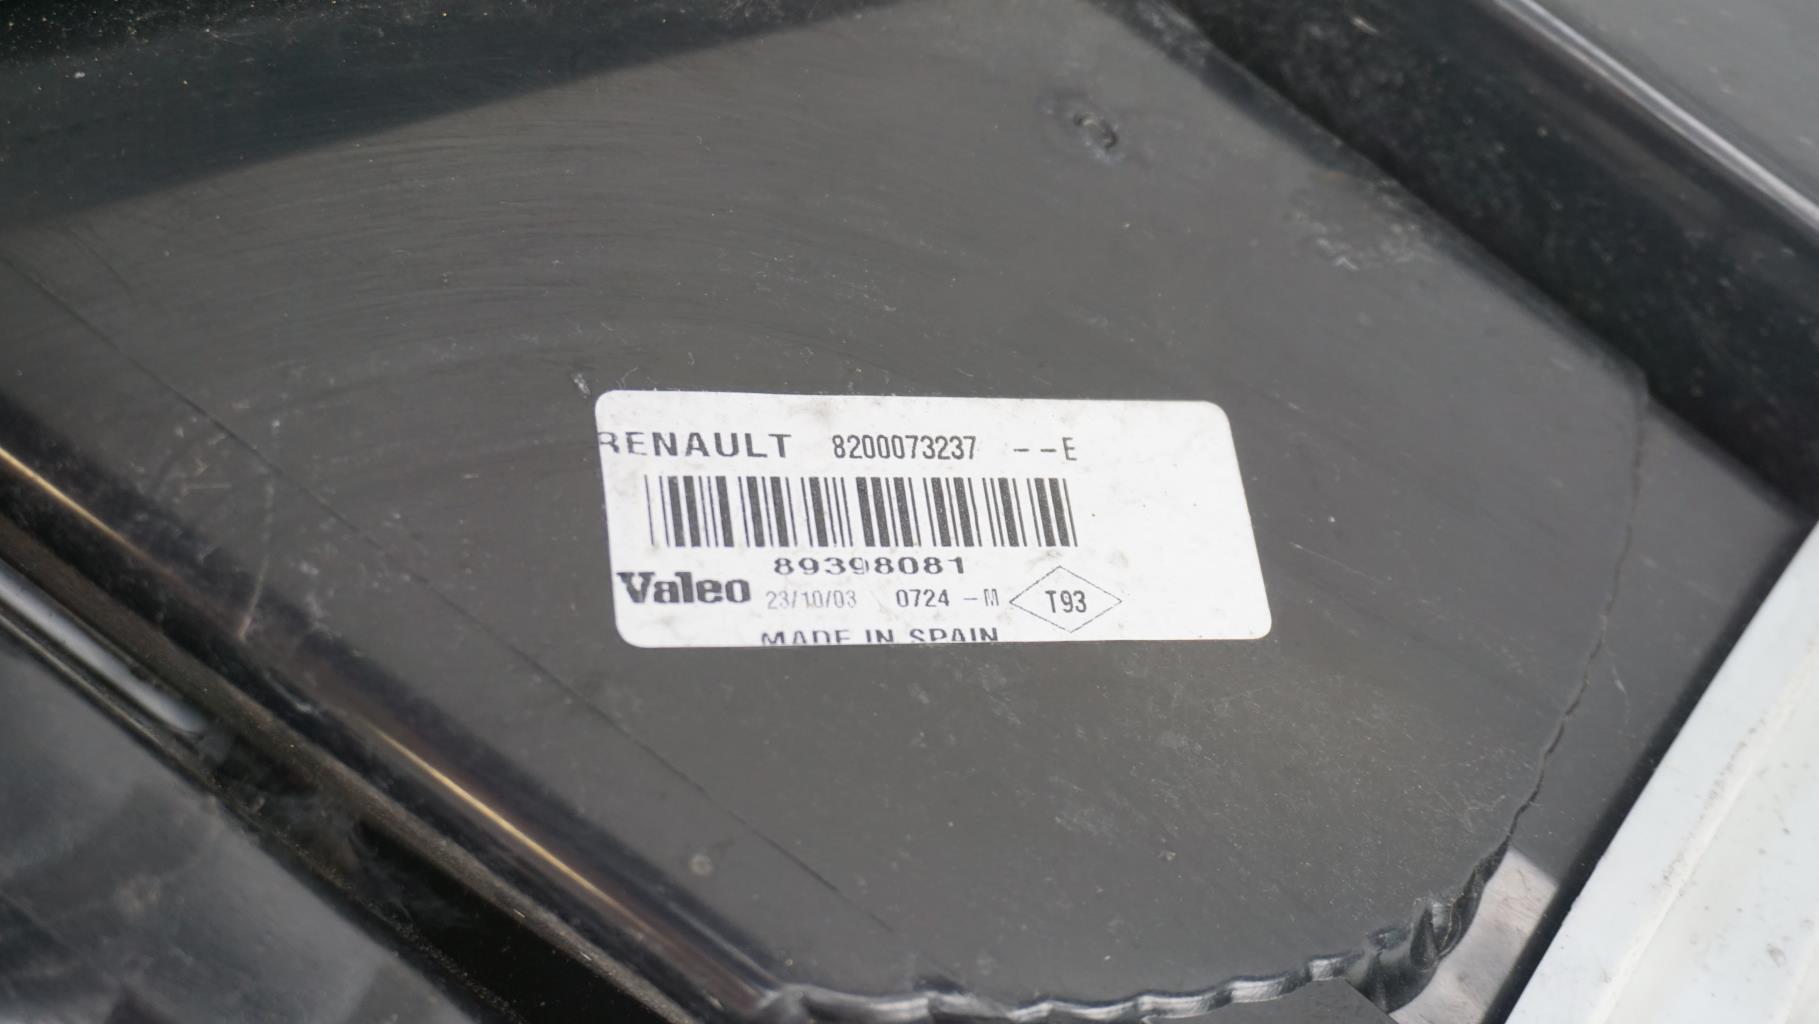 RENAULT 8200073237 --E
89398081
Valeo 23/10/03 0724 -M T93
MADE IN SPAIN